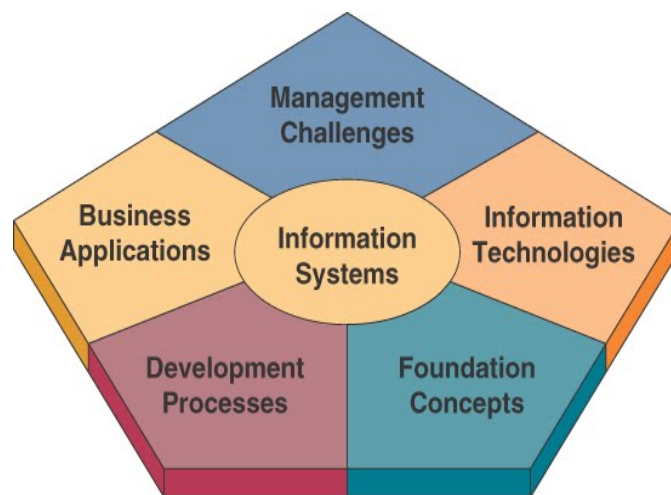 Management
Challenges
Business
Applications
Information
Systems
Information
Technologies
Development
Processes
Foundation
Concepts